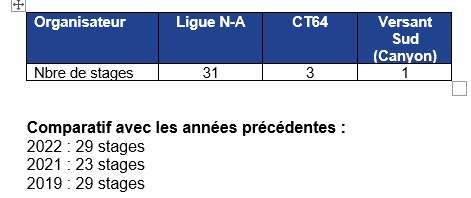 Organisateur Ligue N-A CT64 Versant
Sud
(Canyon)
Nbre de stages 31 3 1
Comparatif avec les années précédentes :
2022 : 29 stages
2021 : 23 stages
2019 : 29 stages